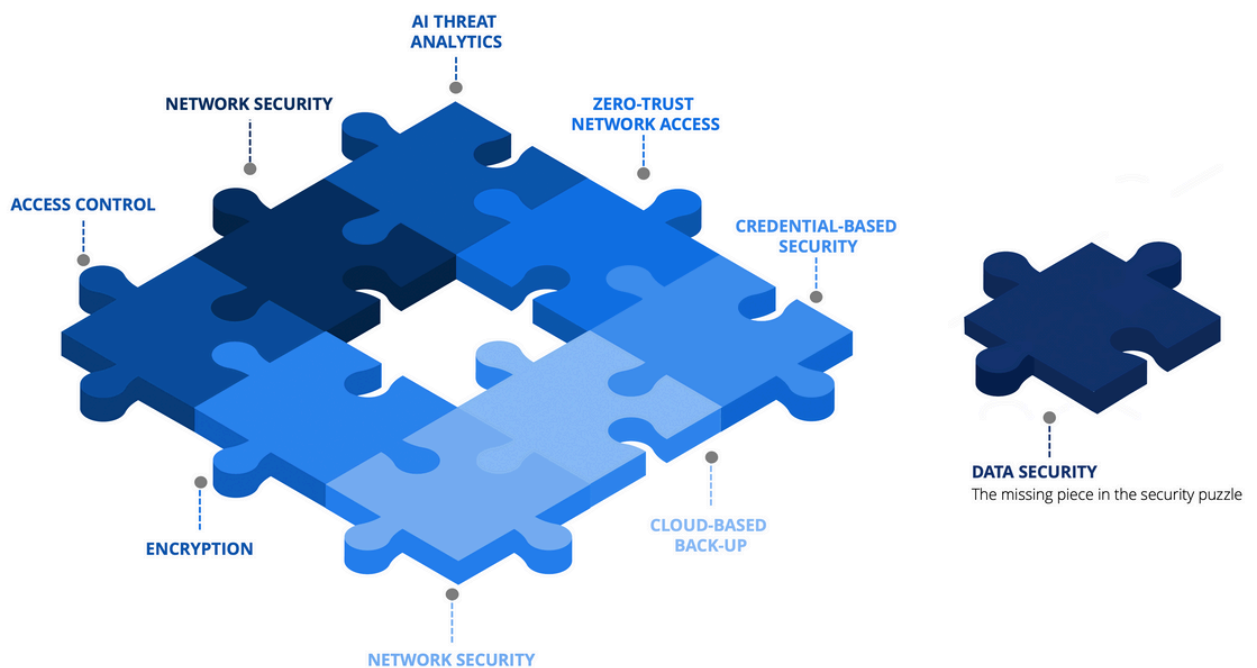 AI THREAT
ANALYTICS
NETWORK SECURITY
ZERO-TRUST
NETWORK ACCESS
ACCESS CONTROL
CREDENTIAL-BASED
SECURITY
DATA SECURITY
The missing piece in the security puzzle
ENCRYPTION
CLOUD-BASED
BACK-UP
NETWORK SECURITY